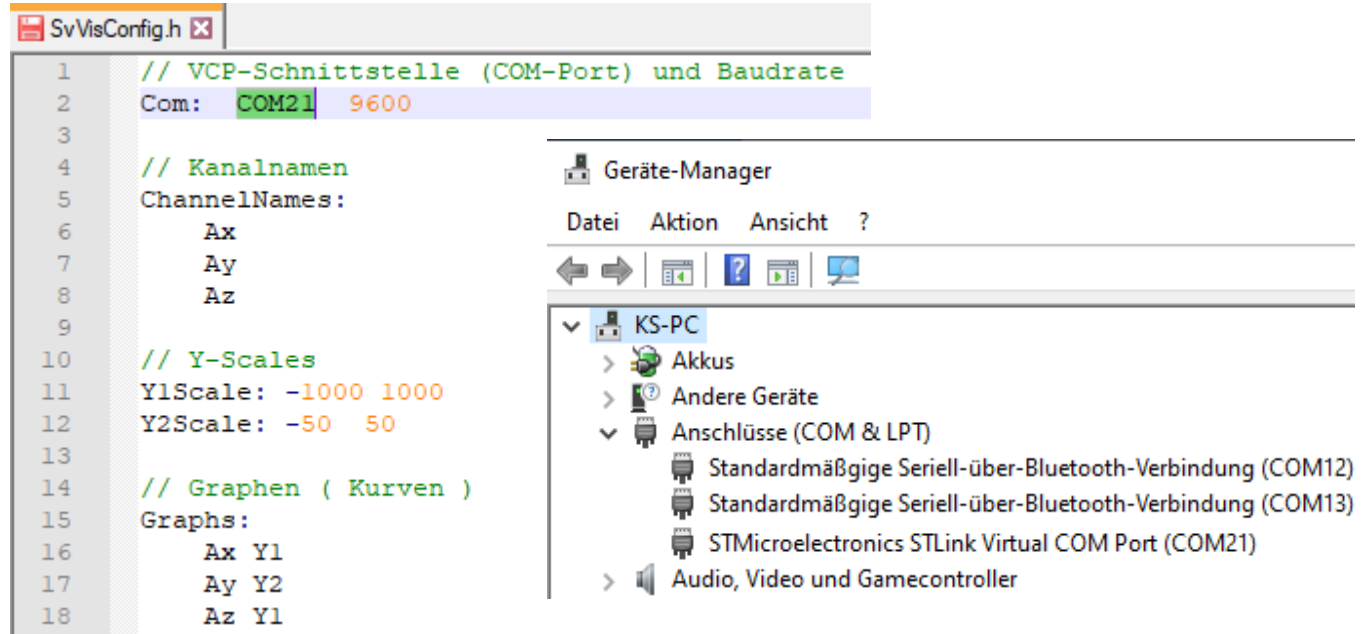 SvVisConfig.h
1 // VCP-Schnittstelle (COM-Port) und Baudrate
2 Com: COM21 9600
3
4 // Kanalnamen
5 ChannelNames:
6 Ax
7 Ay
8 Az
9
10 // Y-Scales
11 Y1Scale: -1000 1000
12 Y2Scale: -50 50
13
14 // Graphen ( Kurven )
15 Graphs:
16 Ax Y1
17 Ay Y2
18 Az Y1
Geräte-Manager
Datei Aktion Ansicht ?
KS-PC
Akkus
Andere Geräte
Anschlüsse (COM & LPT)
Standardmäßgige Seriell-über-Bluetooth-Verbindung (COM12)
Standardmäßgige Seriell-über-Bluetooth-Verbindung (COM13)
STMicroelectronics STLink Virtual COM Port (COM21)
Audio, Video und Gamecontroller